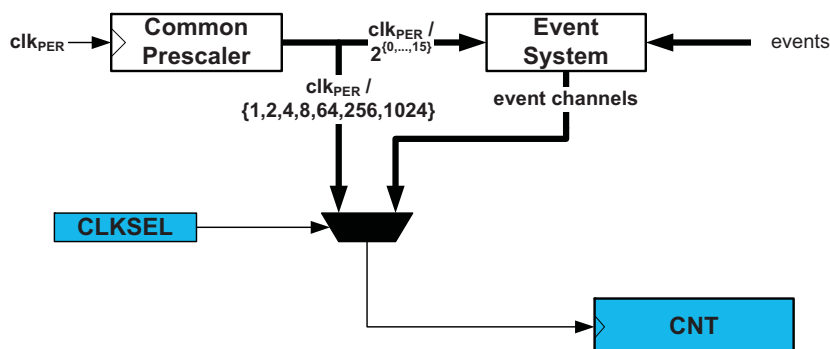 clkPER
Common
Prescaler
clkPER /
2{0,...,15}
Event
System
events
clkPER /
{1,2,4,8,64,256,1024}
event channels
CLKSEL
CNT